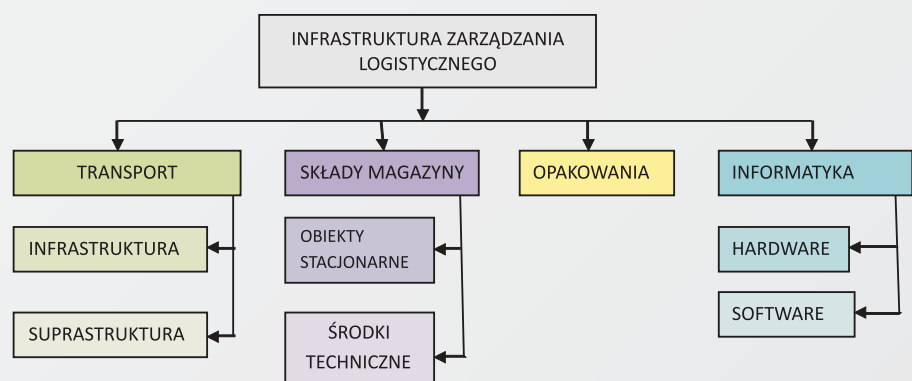 INFRASTRUKTURA ZARZĄDZANIA
LOGISTYCZNEGO
TRANSPORT
SKŁADY MAGAZYNY
OPAKOWANIA
INFORMATYKA
INFRASTRUKTURA
OBIEKTY
STACJONARNE
HARDWARE
SUPRASTRUKTURA
ŚRODKI
TECHNICZNE
SOFTWARE